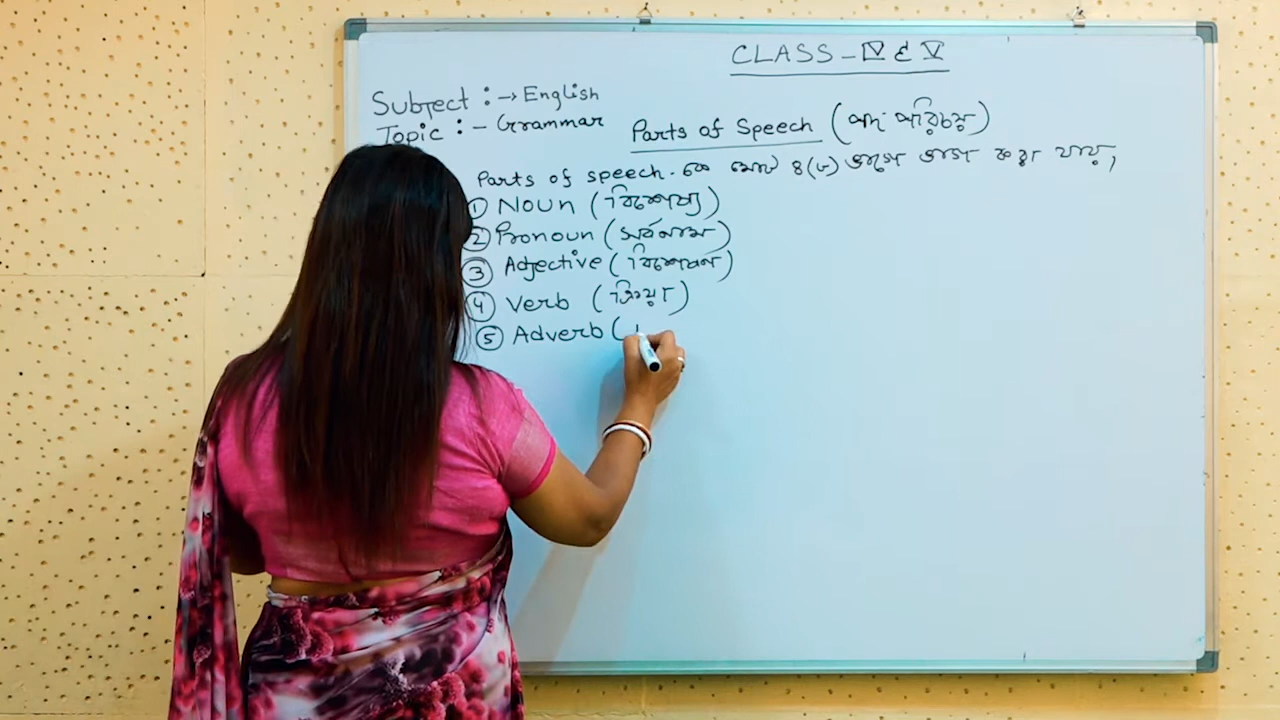 CLASS - IV & V
Subject :→ English
Topic :- Grammar
Parts of Speech (পদ পরিচয়)
Parts of speech - কে মোট ৪(৮) ভাগে ভাগ করা যায়,
① Noun (বিশেষ্য)
② Pronoun (সর্বনাম)
③ Adjective (বিশেষণ)
④ Verb (ক্রিয়া)
⑤ Adverb (